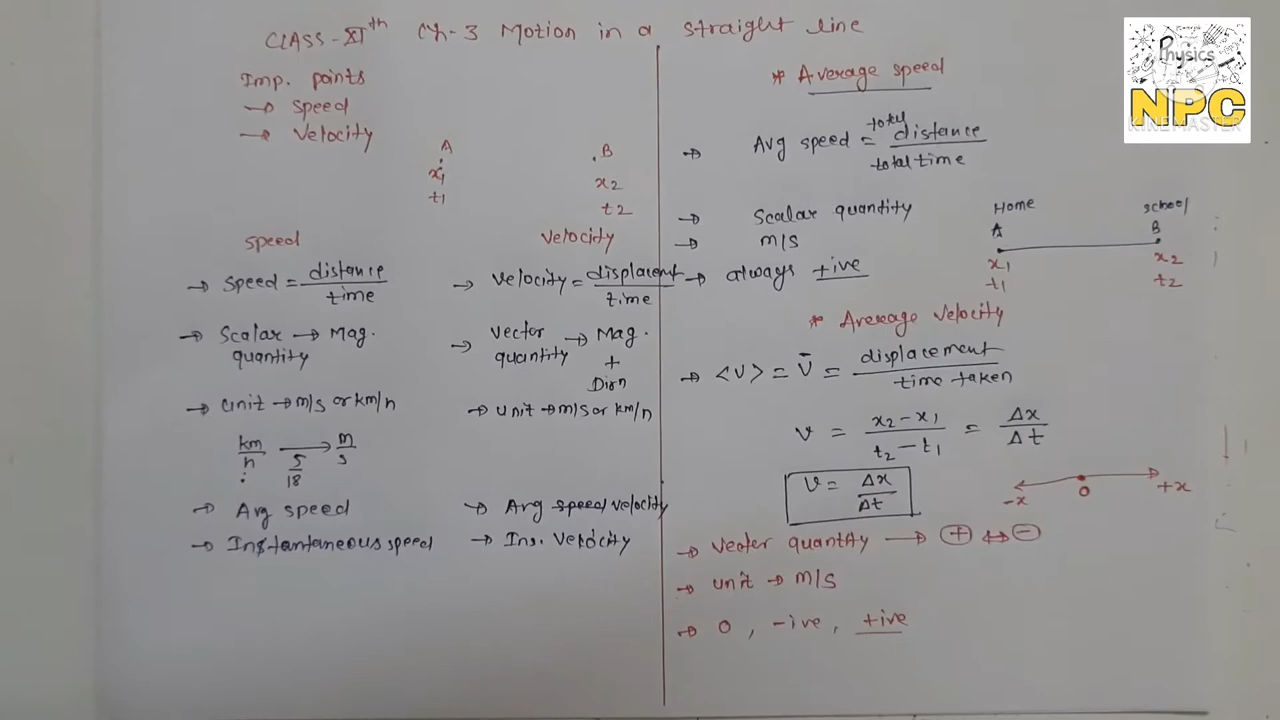 CLASS-XIth Ch-3 Motion in a straight line
Imp. points
→ Speed
→ Velocity
A
x1
t1
B
x2
t2
Speed
→ Speed = distance / time
→ Scalar quantity → Mag.
→ Unit → m/s or km/h
km/h → m/s
5/18
→ Avg speed
→ Instantaneous speed
Velocity
→ Velocity = displacent / time
→ Vector quantity → Mag. + Dirn
→ Unit → m/s or km/h
→ Avg speed velocity
→ Ins. Velocity
* Average speed
→ Avg speed = total distance / total time
→ Scalar quantity
→ m/s
→ always +ive
Home
A
x1
t1
school
B
x2
t2
* Average Velocity
→ <V> = V̄ = displacement / time taken
v = x2 - x1 / t2 - t1 = Δx / Δt
v = Δx / Δt
-x 0 +x
→ Vector quantity → + ↔ -
→ unit → m/s
→ 0, -ive, +ive
Physics
NPC
KINEMASTER